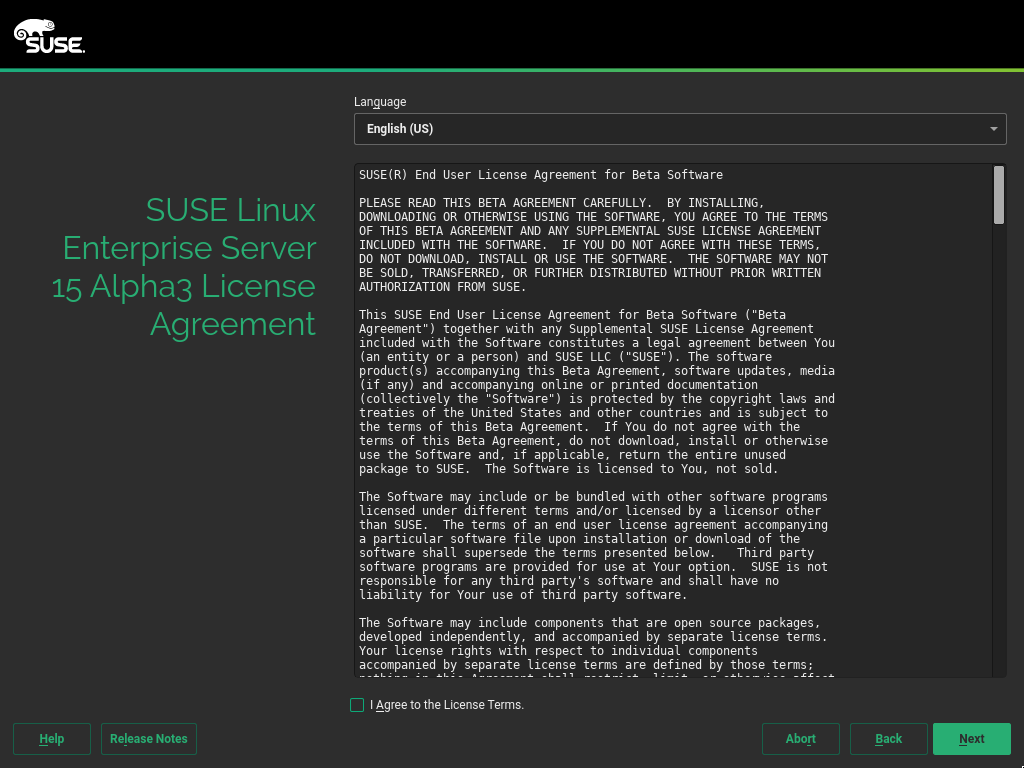 SUSE.
Language
English (US)
SUSE Linux
Enterprise Server
15 Alpha3 License
Agreement
SUSE(R) End User License Agreement for Beta Software
PLEASE READ THIS BETA AGREEMENT CAREFULLY.  BY INSTALLING,
DOWNLOADING OR OTHERWISE USING THE SOFTWARE, YOU AGREE TO THE TERMS
OF THIS BETA AGREEMENT AND ANY SUPPLEMENTAL SUSE LICENSE AGREEMENT
INCLUDED WITH THE SOFTWARE.  IF YOU DO NOT AGREE WITH THESE TERMS,
DO NOT DOWNLOAD, INSTALL OR USE THE SOFTWARE.  THE SOFTWARE MAY NOT
BE SOLD, TRANSFERRED, OR FURTHER DISTRIBUTED WITHOUT PRIOR WRITTEN
AUTHORIZATION FROM SUSE.
This SUSE End User License Agreement for Beta Software ("Beta
Agreement") together with any Supplemental SUSE License Agreement
included with the Software constitutes a legal agreement between You
(an entity or a person) and SUSE LLC ("SUSE"). The software
product(s) accompanying this Beta Agreement, software updates, media
(if any) and accompanying online or printed documentation
(collectively the "Software") is protected by the copyright laws and
treaties of the United States and other countries and is subject to
the terms of this Beta Agreement.  If You do not agree with the
terms of this Beta Agreement, do not download, install or otherwise
use the Software and, if applicable, return the entire unused
package to SUSE.  The Software is licensed to You, not sold.
The Software may include or be bundled with other software programs
licensed under different terms and/or licensed by a licensor other
than SUSE.  The terms of an end user license agreement accompanying
a particular software file upon installation or download of the
software shall supersede the terms presented below.   Third party
software programs are provided for use at Your option.  SUSE is not
responsible for any third party's software and shall have no
liability for Your use of third party software.
The Software may include components that are open source packages,
developed independently, and accompanied by separate license terms.
Your license rights with respect to individual components
accompanied by separate license terms are defined by those terms;
nothing in this Agreement shall restrict, limit, or otherwise affect
I Agree to the License Terms.
Help
Release Notes
Abort
Back
Next